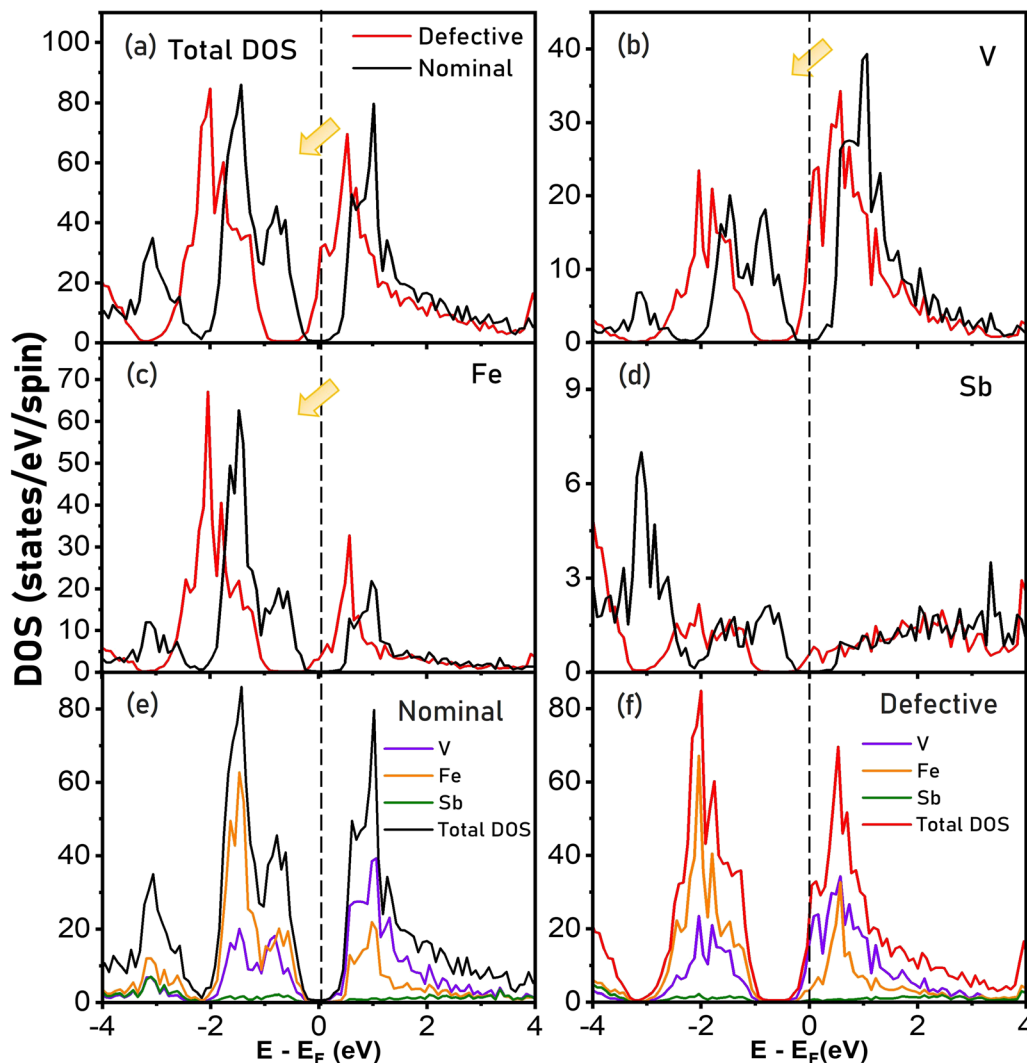 DOS (states/eV/spin)
(a)
Total DOS
Defective
Nominal
100
80
60
40
20
0
(b)
V
40
30
20
10
0
(c)
Fe
70
60
50
40
30
20
10
0
(d)
Sb
9
6
3
0
(e)
Nominal
V
Fe
Sb
Total DOS
80
60
40
20
0
-4
-2
0
2
4
E - E_F (eV)
(f)
Defective
V
Fe
Sb
Total DOS
80
60
40
20
0
-4
-2
0
2
4
E - E_F (eV)